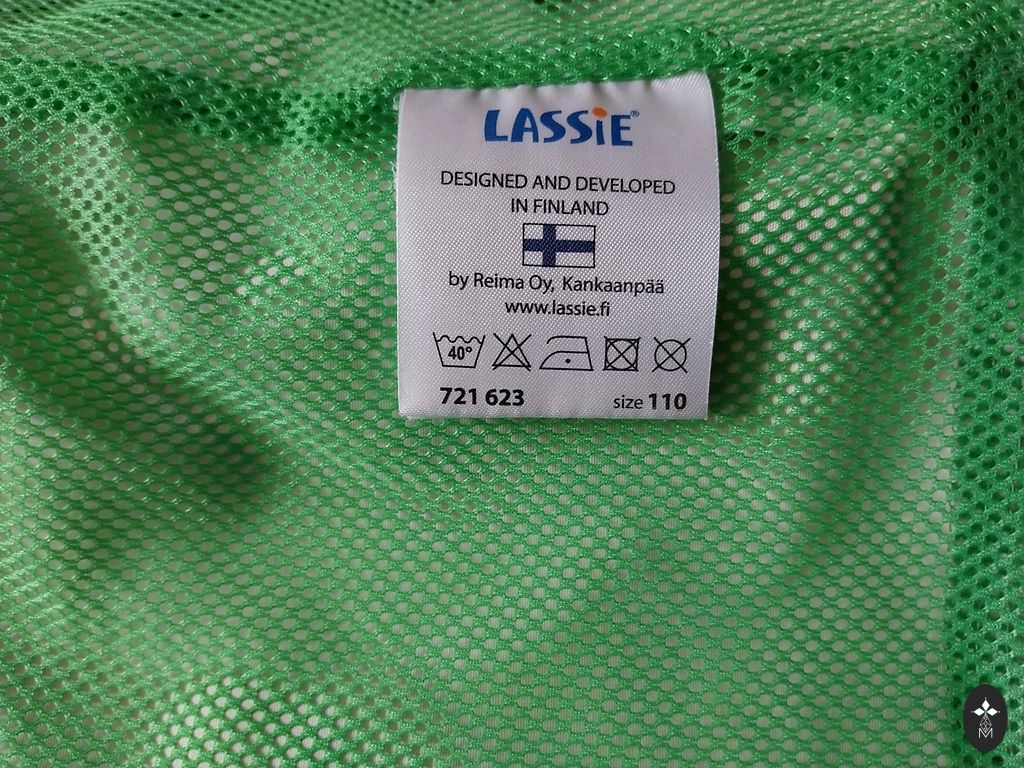 LASSiE®
DESIGNED AND DEVELOPED
IN FINLAND
by Reima Oy, Kankaanpää
www.lassie.fi
40°
721 623
size 110
M